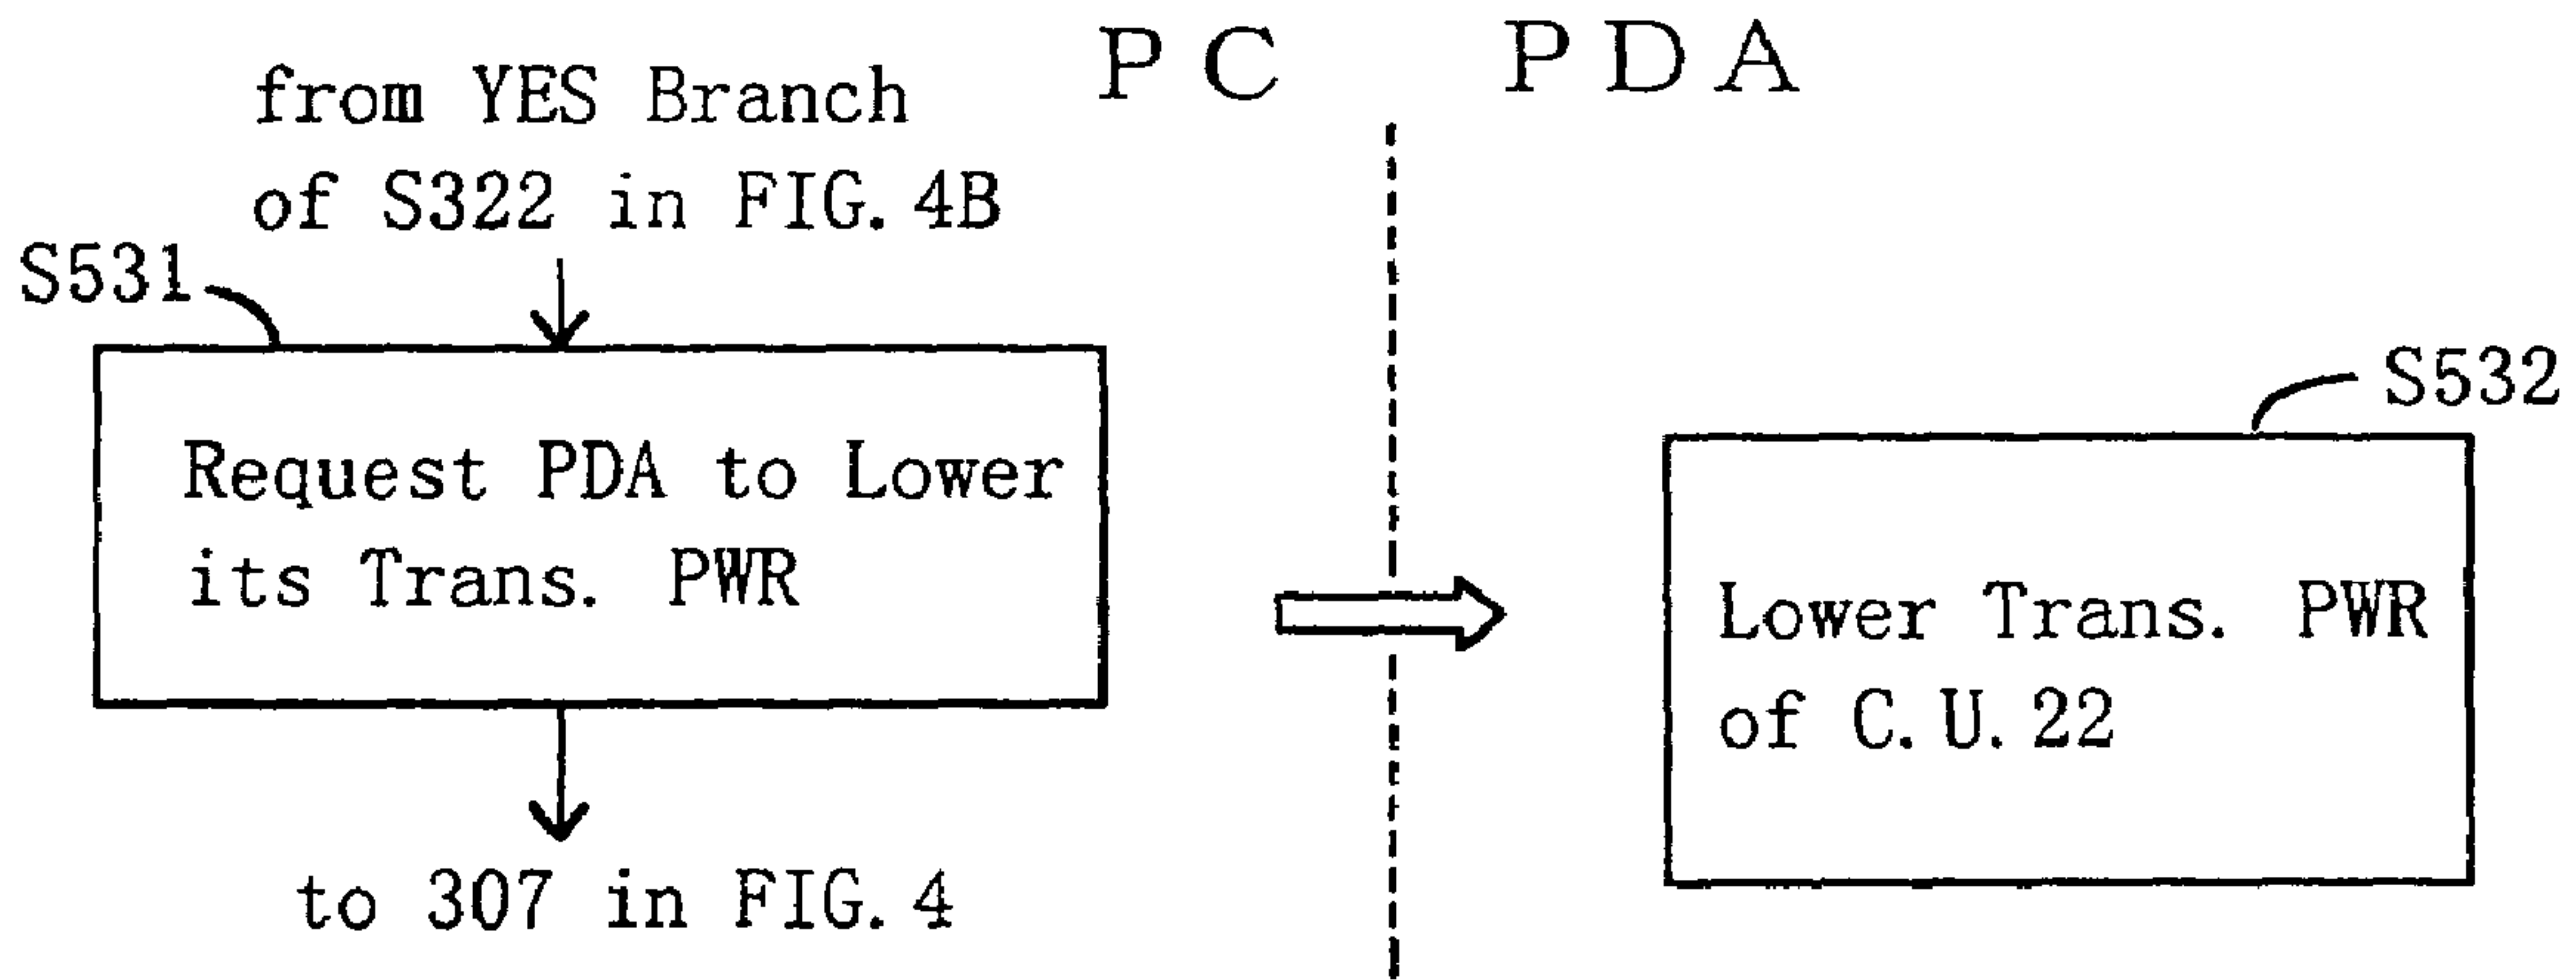 PC
PDA
from YES Branch
of S322 in FIG. 4B
S531
Request PDA to Lower
its Trans. PWR
to 307 in FIG. 4
S532
Lower Trans. PWR
of C.U. 22